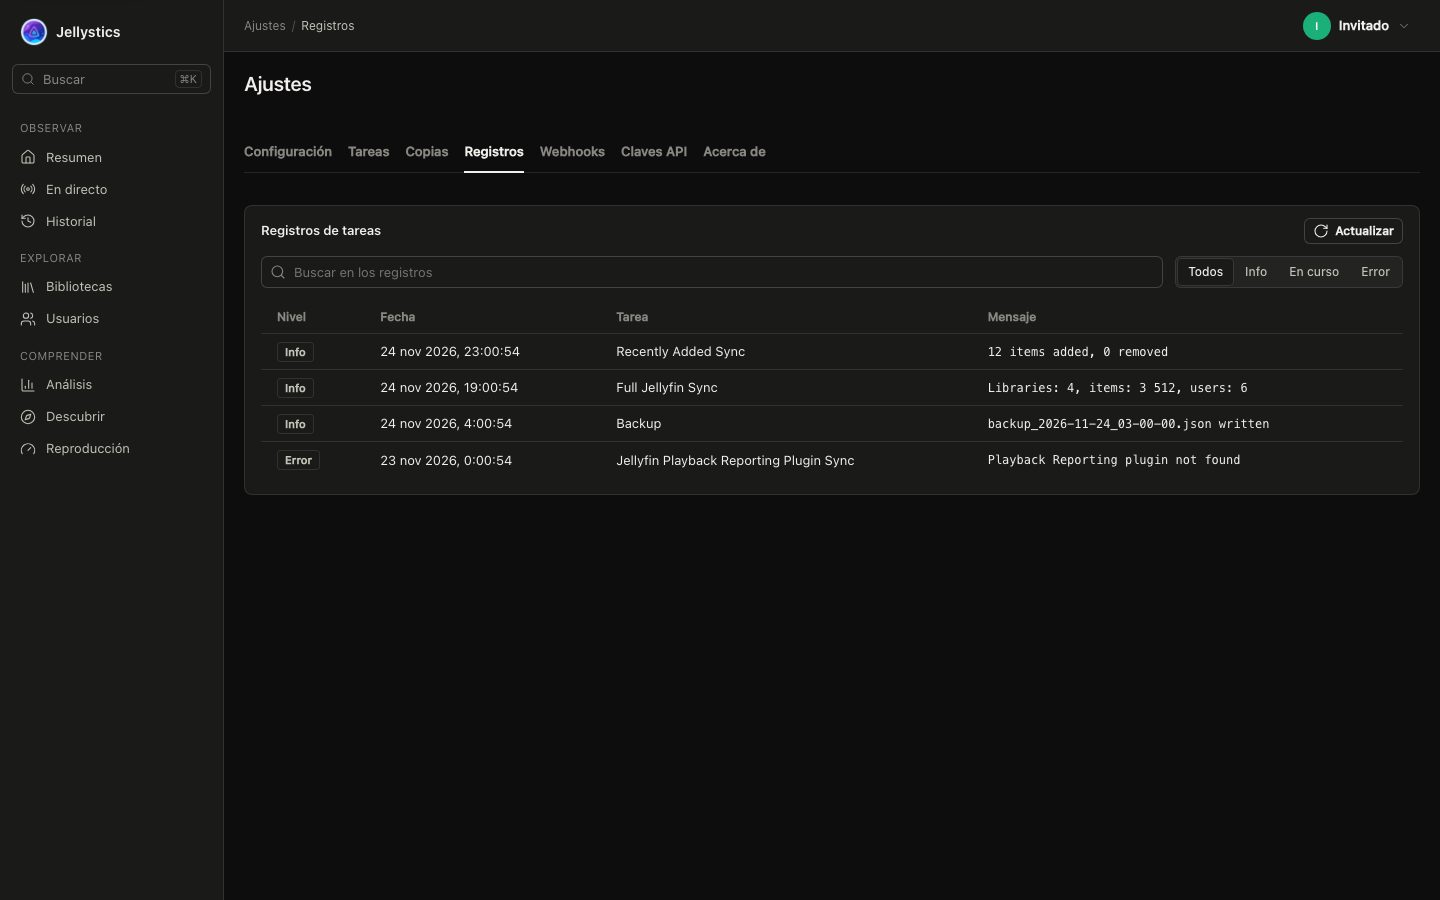 Jellystics
Buscar ⌘K
OBSERVAR
Resumen
En directo
Historial
EXPLORAR
Bibliotecas
Usuarios
COMPRENDER
Análisis
Descubrir
Reproducción
Ajustes / Registros
I Invitado
Ajustes
Configuración Tareas Copias Registros Webhooks Claves API Acerca de
Registros de tareas
Actualizar
Buscar en los registros
Todos Info En curso Error
Nivel Fecha Tarea Mensaje
Info 24 nov 2026, 23:00:54 Recently Added Sync 12 items added, 0 removed
Info 24 nov 2026, 19:00:54 Full Jellyfin Sync Libraries: 4, items: 3 512, users: 6
Info 24 nov 2026, 4:00:54 Backup backup_2026-11-24_03-00-00.json written
Error 23 nov 2026, 0:00:54 Jellyfin Playback Reporting Plugin Sync Playback Reporting plugin not found